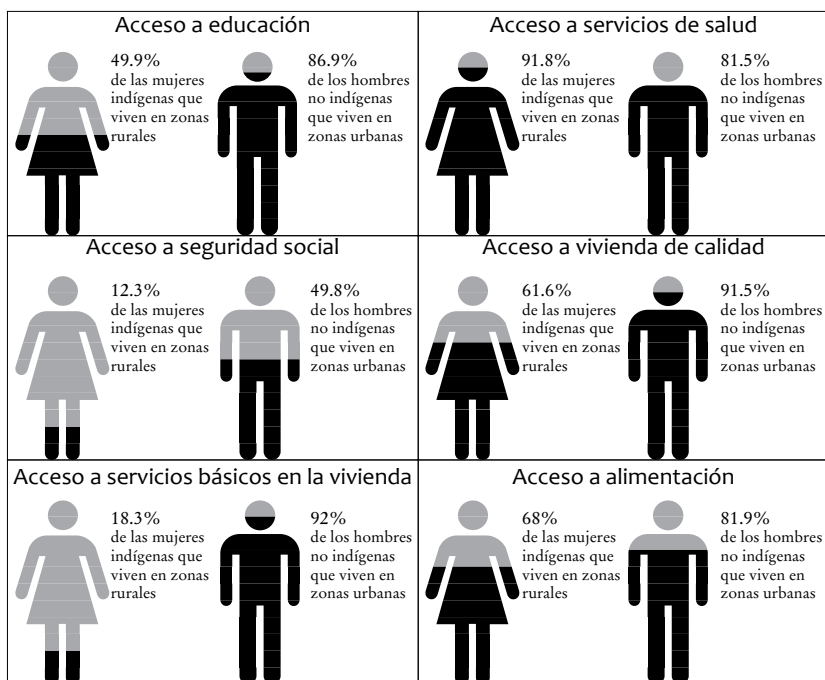 Acceso a educación
49.9%
de las mujeres
indígenas que
viven en zonas
rurales
86.9%
de los hombres
no indígenas
que viven en
zonas urbanas
Acceso a servicios de salud
91.8%
de las mujeres
indígenas que
viven en zonas
rurales
81.5%
de los hombres
no indígenas
que viven en
zonas urbanas
Acceso a seguridad social
12.3%
de las mujeres
indígenas que
viven en zonas
rurales
49.8%
de los hombres
no indígenas
que viven en
zonas urbanas
Acceso a vivienda de calidad
61.6%
de las mujeres
indígenas que
viven en zonas
rurales
91.5%
de los hombres
no indígenas
que viven en
zonas urbanas
Acceso a servicios básicos en la vivienda
18.3%
de las mujeres
indígenas que
viven en zonas
rurales
92%
de los hombres
no indígenas
que viven en
zonas urbanas
Acceso a alimentación
68%
de las mujeres
indígenas que
viven en zonas
rurales
81.9%
de los hombres
no indígenas
que viven en
zonas urbanas